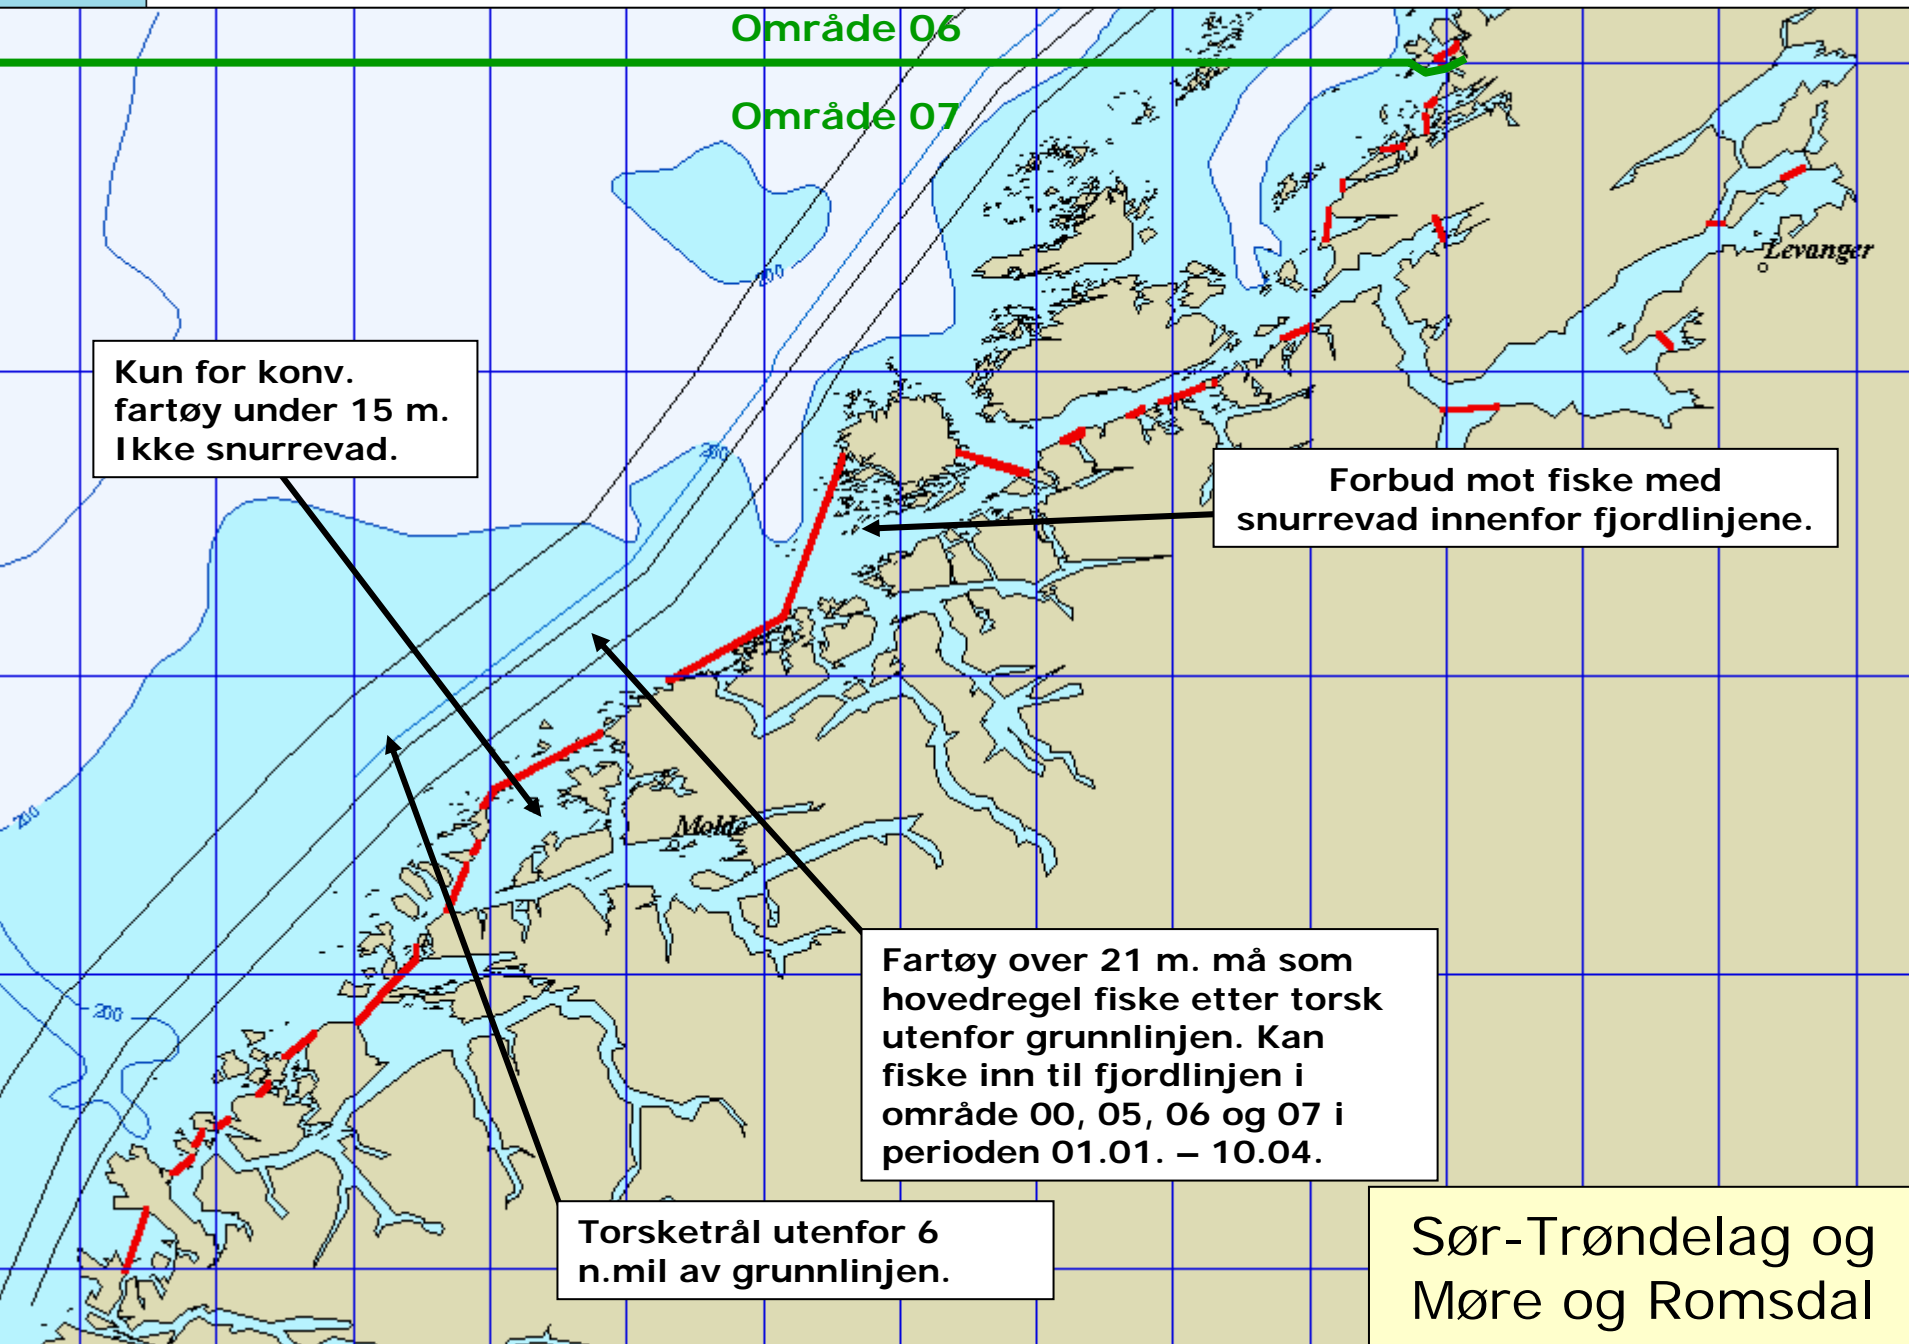 Område 06
Område 07
200
Levanger
Kun for konv.
fartøy under 15 m.
Ikke snurrevad.
200
Forbud mot fiske med
snurrevad innenfor fjordlinjene.
200
Molde
Fartøy over 21 m. må som
hovedregel fiske etter torsk
utenfor grunnlinjen. Kan
fiske inn til fjordlinjen i
område 00, 05, 06 og 07 i
perioden 01.01. – 10.04.
200
Torsketrål utenfor 6
n.mil av grunnlinjen.
Sør-Trøndelag og
Møre og Romsdal